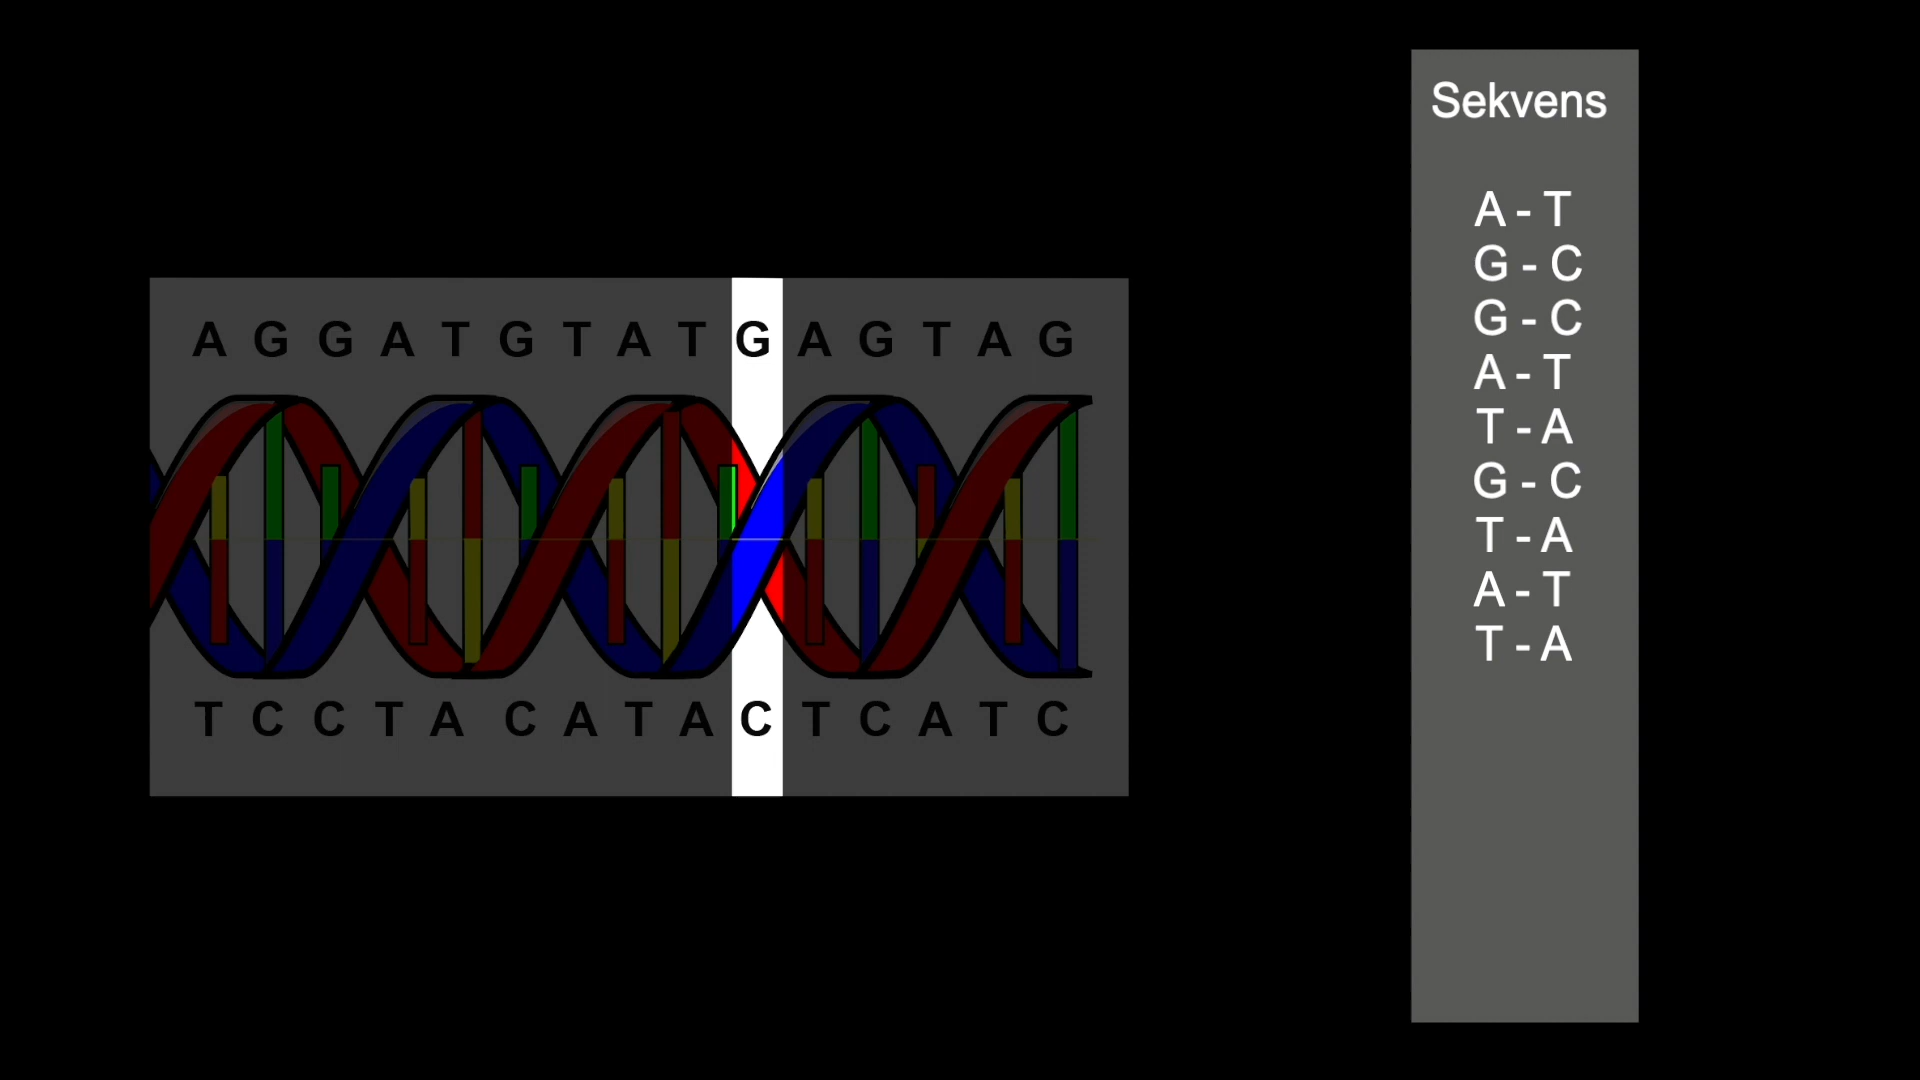 A G G A T G T A T G A G T A G
T C C T A C A T A C T C A T C
Sekvens
A - T
G - C
G - C
A - T
T - A
G - C
T - A
A - T
T - A